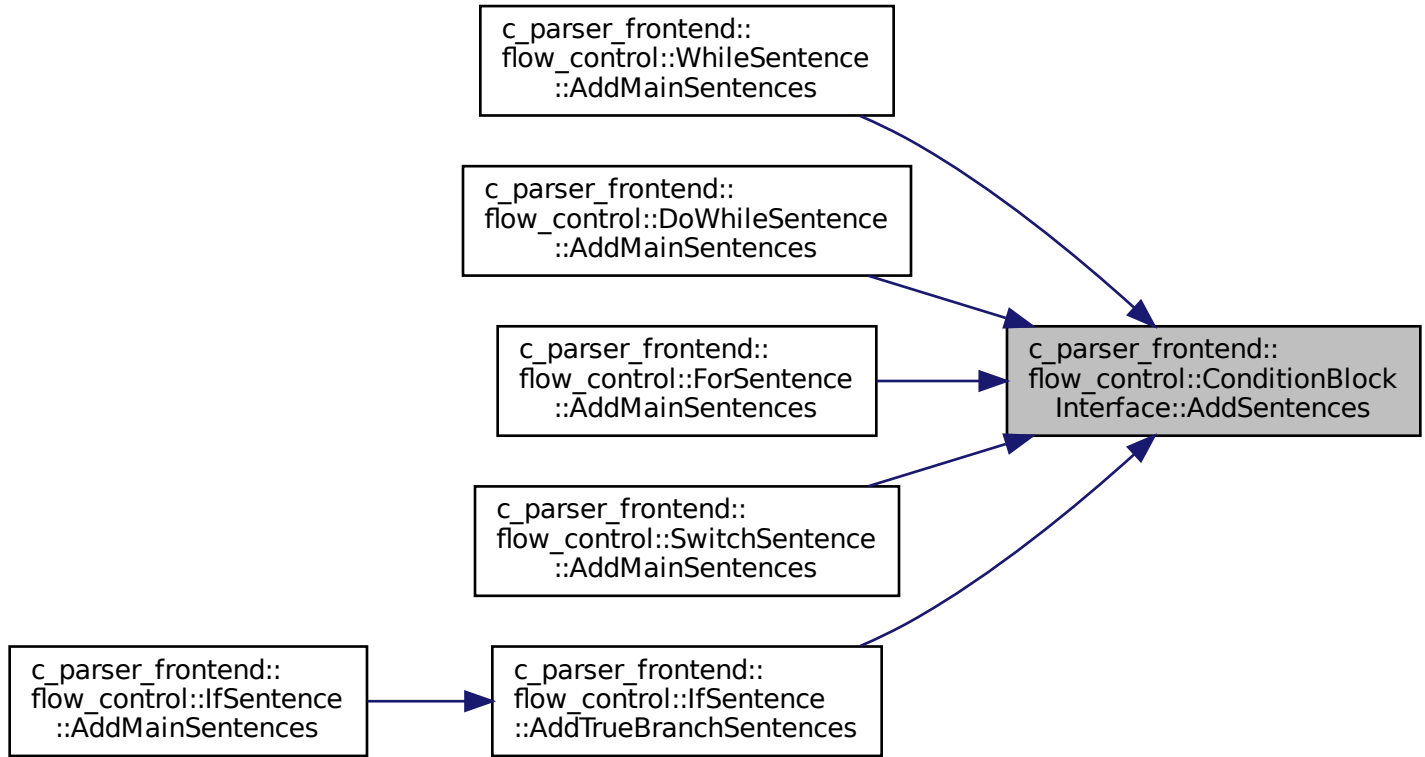 c_parser_frontend::
flow_control::WhileSentence
::AddMainSentences
c_parser_frontend::
flow_control::DoWhileSentence
::AddMainSentences
c_parser_frontend::
flow_control::ForSentence
::AddMainSentences
c_parser_frontend::
flow_control::ConditionBlock
Interface::AddSentences
c_parser_frontend::
flow_control::SwitchSentence
::AddMainSentences
c_parser_frontend::
flow_control::IfSentence
::AddMainSentences
c_parser_frontend::
flow_control::IfSentence
::AddTrueBranchSentences